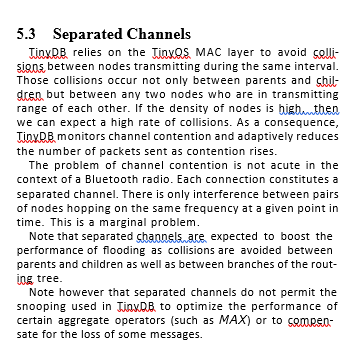 5.3 Separated Channels
TinyDB relies on the TinyOS MAC layer to avoid colli-
sions between nodes transmitting during the same interval.
Those collisions occur not only between parents and chil-
dren but between any two nodes who are in transmitting
range of each other. If the density of nodes is high, then
we can expect a high rate of collisions. As a consequence,
TinyDB monitors channel contention and adaptively reduces
the number of packets sent as contention rises.
The problem of channel contention is not acute in the
context of a Bluetooth radio. Each connection constitutes a
separated channel. There is only interference between pairs
of nodes hopping on the same frequency at a given point in
time. This is a marginal problem.
Note that separated channels are expected to boost the
performance of flooding as collisions are avoided between
parents and children as well as between branches of the rout-
ing tree.
Note however that separated channels do not permit the
snooping used in TinyDB to optimize the performance of
certain aggregate operators (such as MAX) or to compen-
sate for the loss of some messages.